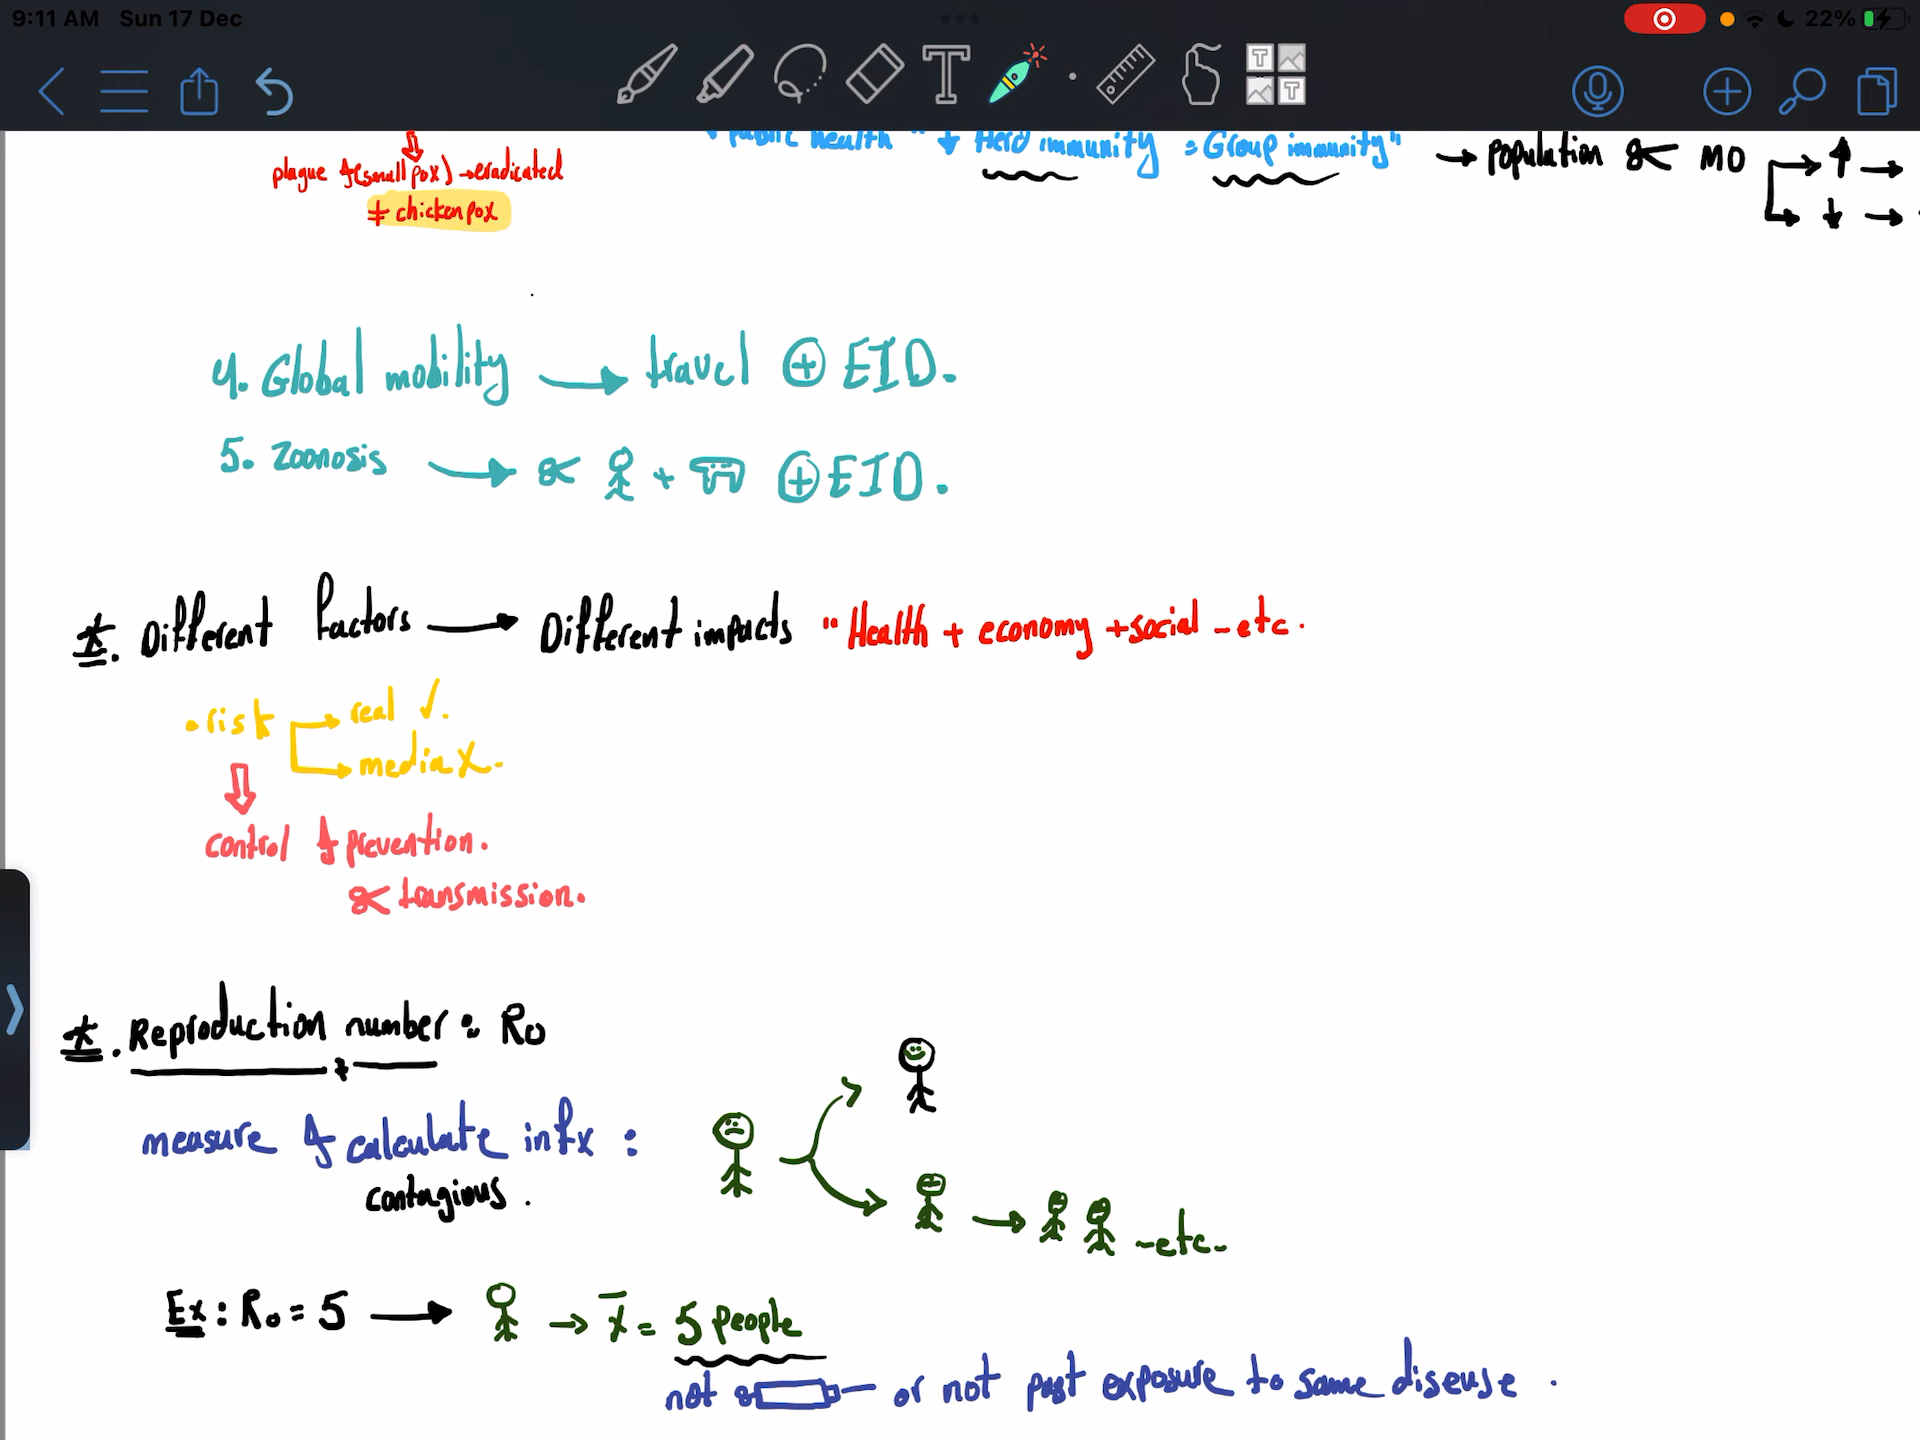 9:11 AM Sun 17 Dec
22%
public health " ↓ Herd immunity = Group immunity"
→ population MO → ↑ →
↓ →
plague & (small pox) → eradicated
≠ chicken pox
4. Global mobility → travel ⊕ EID.
5. Zoonosis → + ⊕ EID.
*. Different factors → Different impacts " Health + economy + social - etc.
• risk → real ✓.
→ media X.
control & prevention.
transmission.
*. Reproduction number : R0
measure & calculate infx :
contagious.
-etc-
Ex : R0 = 5 → → x̄ = 5 people
not or not past exposure to same disease.